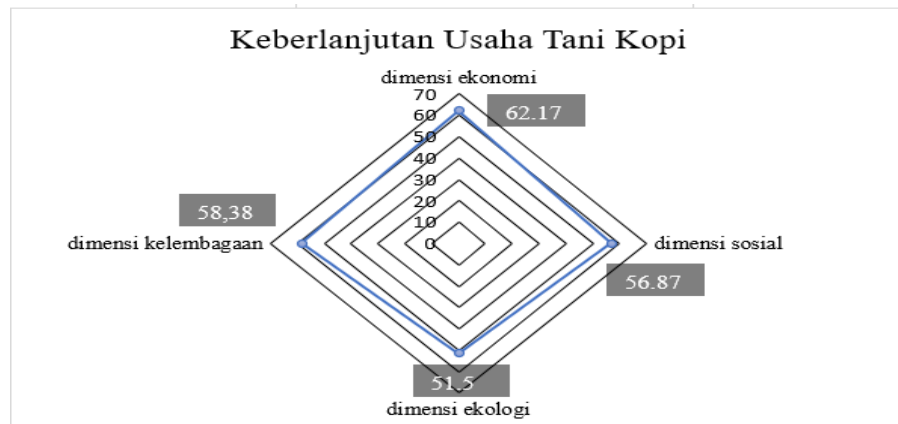 Keberlanjutan Usaha Tani Kopi
dimensi ekonomi
70
62.17
60
50
40
30
58,38
20
10
dimensi kelembagaan
0
dimensi sosial
56.87
51.5
dimensi ekologi